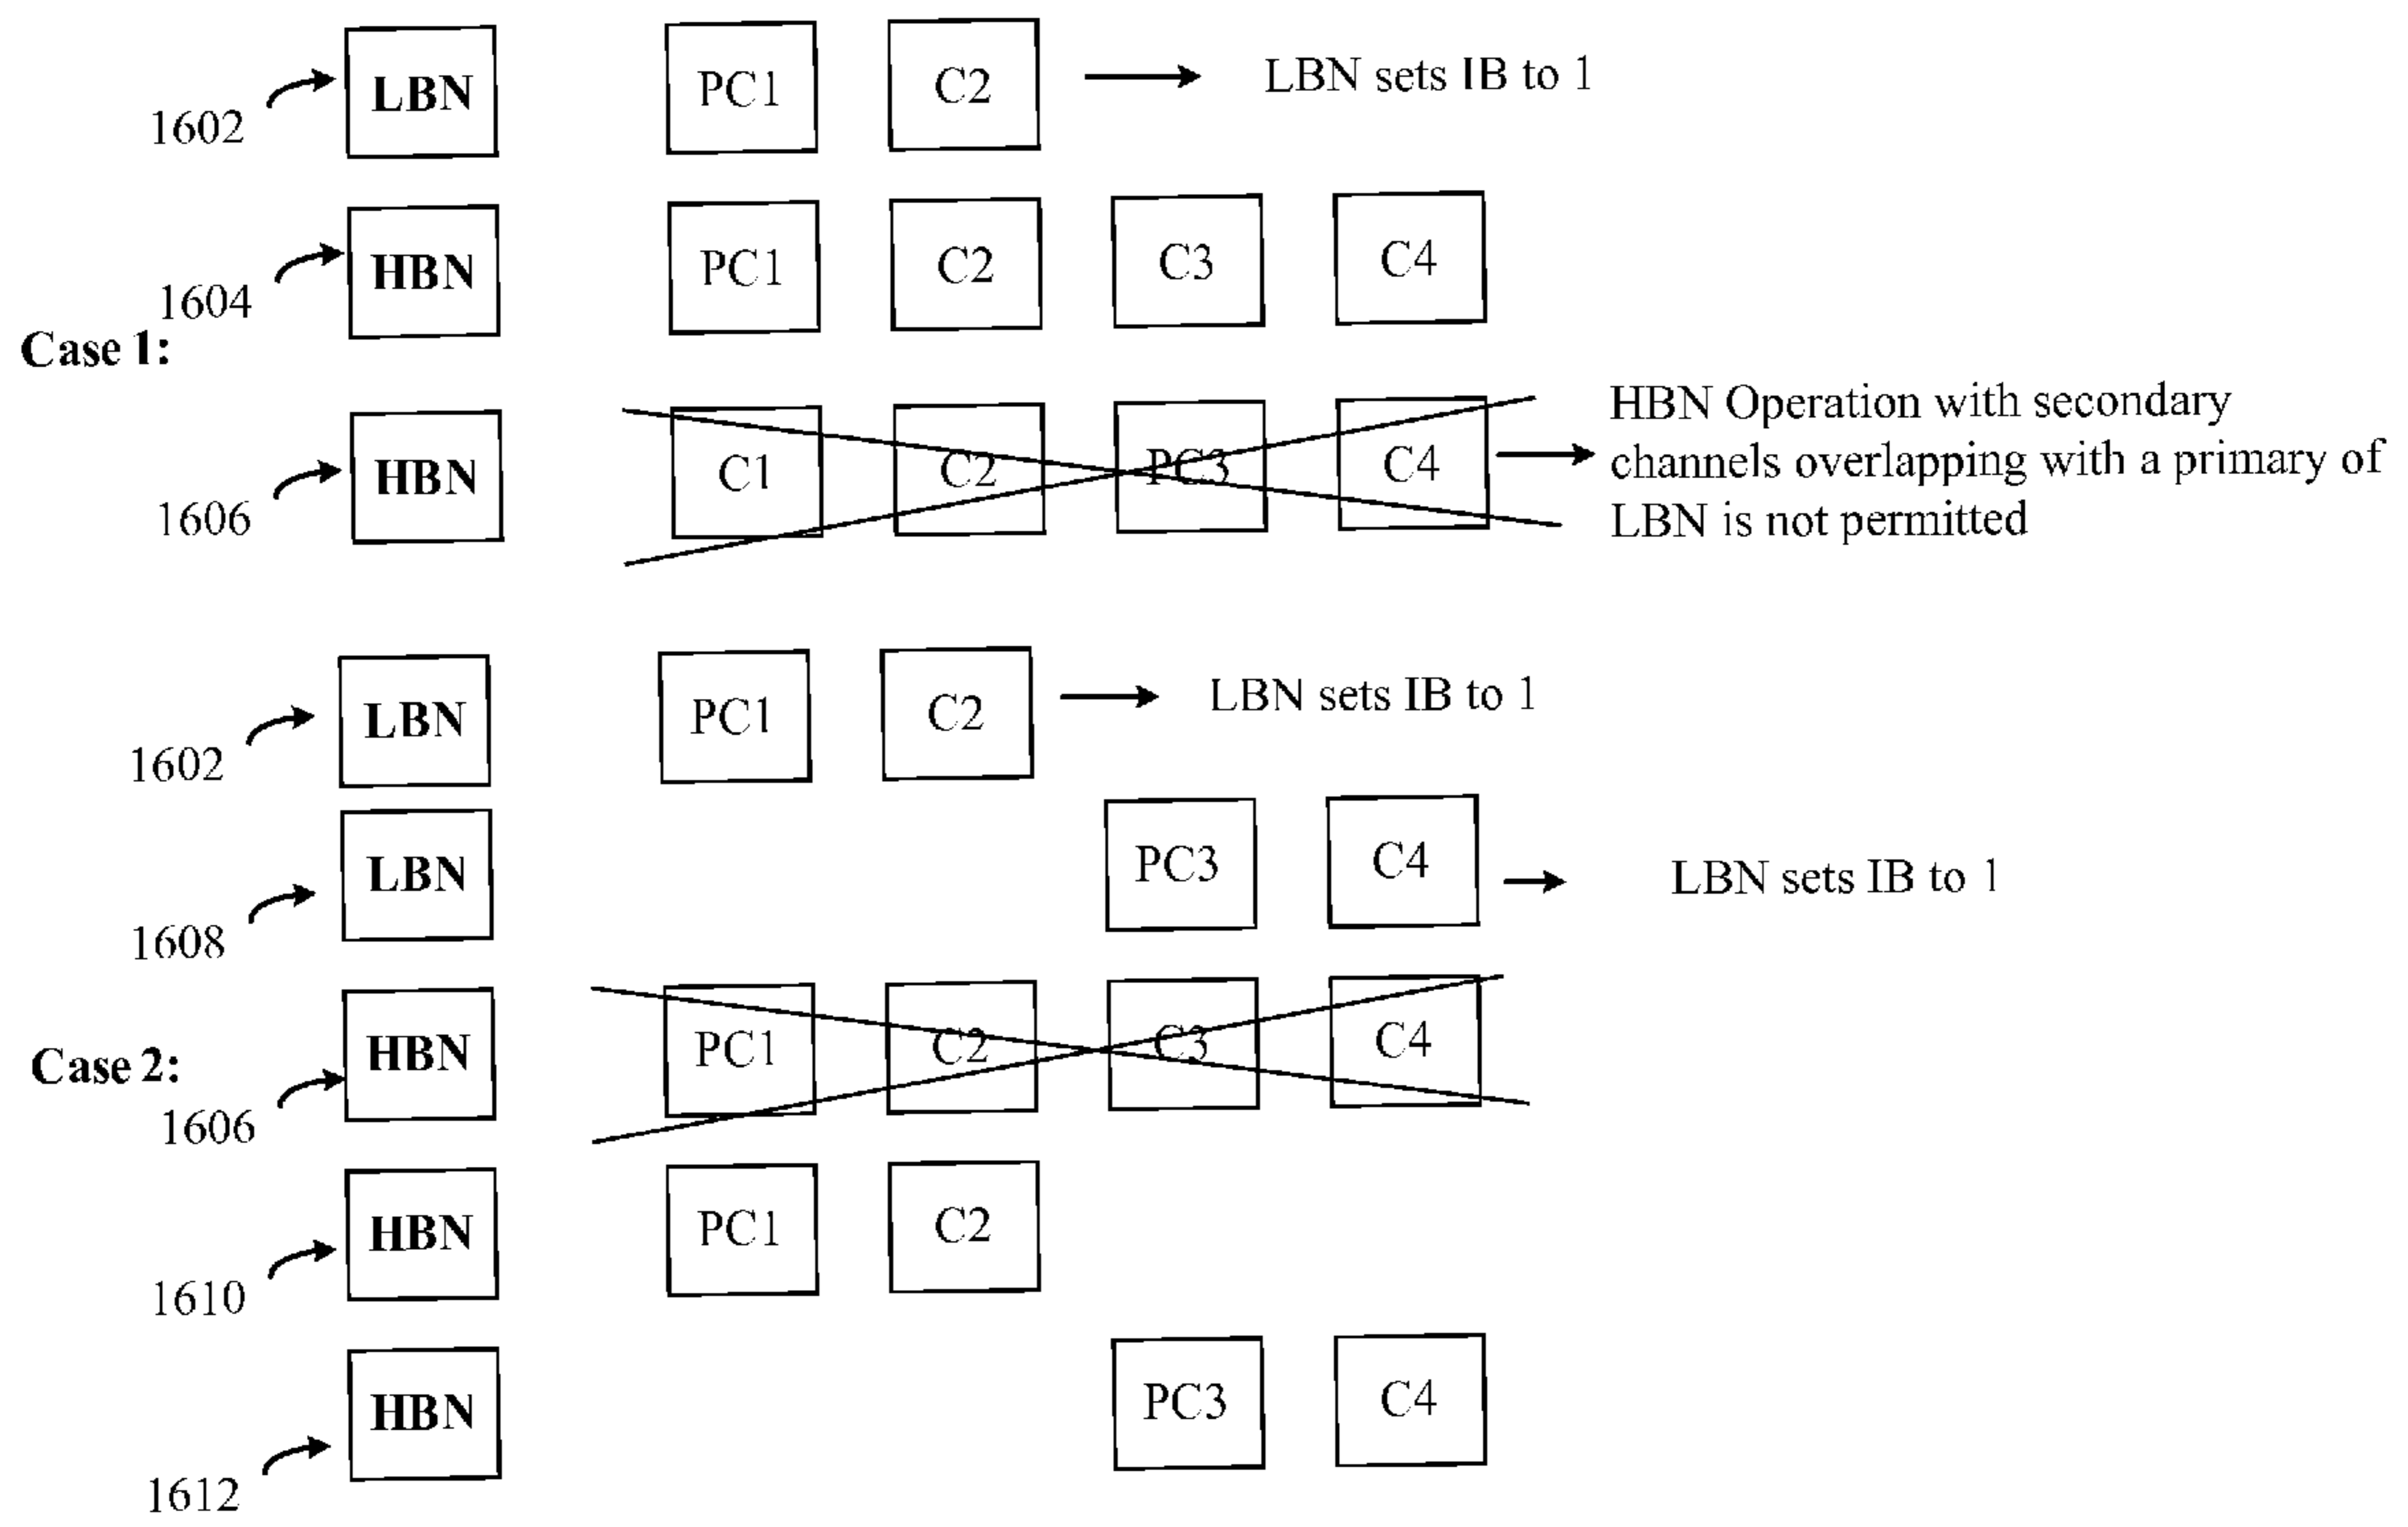 LBN PC1 C2 LBN sets IB to 1
1602
HBN PC1 C2 C3 C4
1604
Case 1:
HBN C1 C2 PC3 C4 HBN Operation with secondary
channels overlapping with a primary of
LBN is not permitted
1606
LBN PC1 C2 LBN sets IB to 1
1602
LBN PC3 C4 LBN sets IB to 1
1608
HBN PC1 C2 C3 C4
Case 2:
1606
HBN PC1 C2
1610
HBN PC3 C4
1612